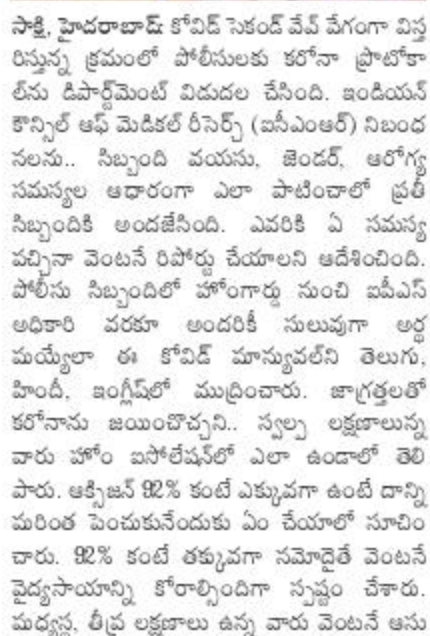 సాక్షి, హైదరాబాద్: కోవిడ్ సెకండ్ వేవ్ వేగంగా విస్త
రిస్తున్న క్రమంలో పోలీసులకు కరోనా ప్రొటోకా
ల్‌ను డిపార్ట్‌మెంట్ విడుదల చేసింది. ఇండియన్
కౌన్సిల్ ఆఫ్ మెడికల్ రీసెర్చ్ (ఐసీఎంఆర్) నిబంధ
నలను.. సిబ్బంది వయసు, జెండర్, ఆరోగ్య
సమస్యల ఆధారంగా ఎలా పాటించాలో ప్రతీ
సిబ్బందికి అందజేసింది. ఎవరికి ఏ సమస్య
వచ్చినా వెంటనే రిపోర్టు చేయాలని ఆదేశించింది.
పోలీసు సిబ్బందిలో హోంగార్డు నుంచి ఐపీఎస్
అధికారి వరకూ అందరికీ సులువుగా అర్థ
మయ్యేలా ఈ కోవిడ్ మాన్యువల్‌ని తెలుగు,
హిందీ, ఇంగ్లీష్‌లో ముద్రించారు. జాగ్రత్తలతో
కరోనాను జయించొచ్చని.. స్వల్ప లక్షణాలున్న
వారు హోం ఐసోలేషన్‌లో ఎలా ఉండాలో తెలి
పారు. ఆక్సిజన్ 92% కంటే ఎక్కువగా ఉంటే దాన్ని
మరింత పెంచుకునేందుకు ఏం చేయాలో సూచిం
చారు. 92% కంటే తక్కువగా నమోదైతే వెంటనే
వైద్యసాయాన్ని కోరాల్సిందిగా స్పష్టం చేశారు.
మధ్యస్థ, తీవ్ర లక్షణాలు ఉన్న వారు వెంటనే ఆసు